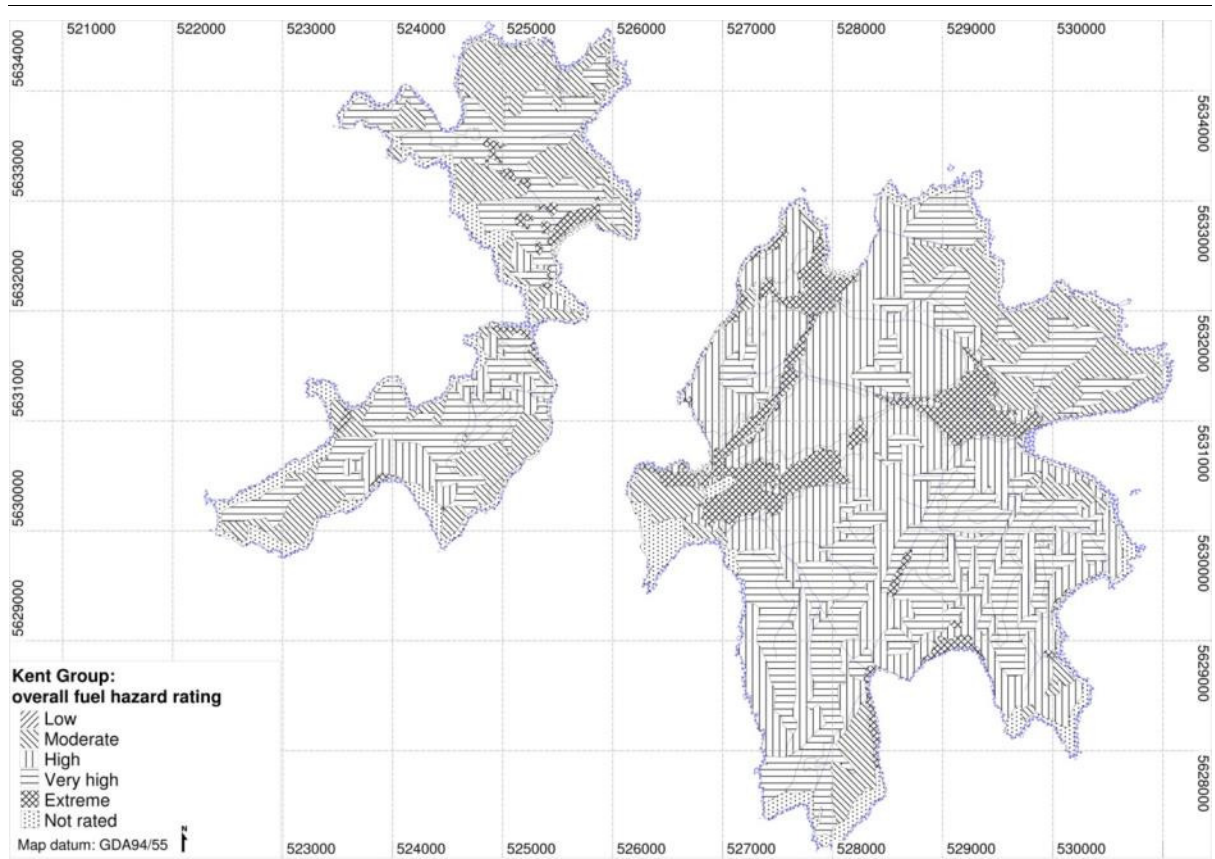 521000 522000 523000 524000 525000 526000 527000 528000 529000 530000
5634000
5633000
5632000
5631000
5630000
5629000
5634000
5633000
5632000
5631000
5630000
5629000
5628000
Kent Group:
overall fuel hazard rating
Low
Moderate
High
Very high
Extreme
Not rated
Map datum: GDA94/55
N
523000 524000 525000 526000 527000 528000 529000 530000